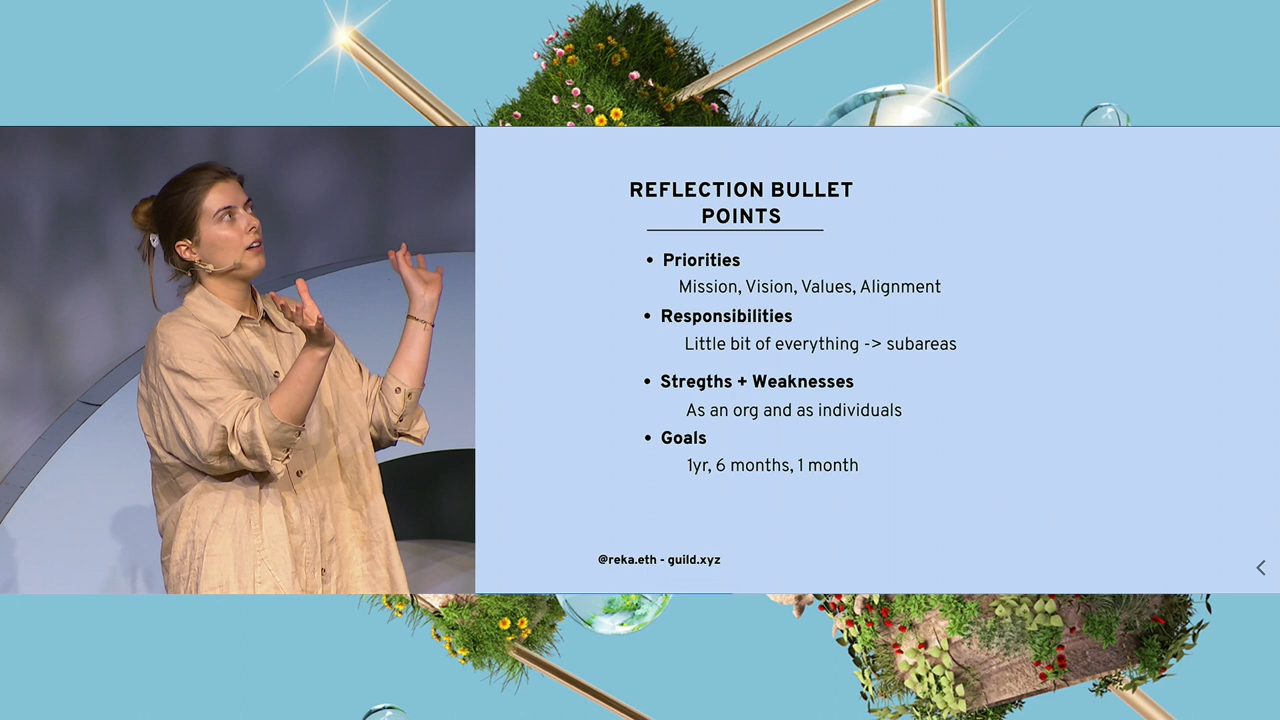 REFLECTION BULLET
POINTS
• Priorities
Mission, Vision, Values, Alignment
• Responsibilities
Little bit of everything -> subareas
• Stregths + Weaknesses
As an org and as individuals
• Goals
1yr, 6 months, 1 month
@reka.eth - guild.xyz